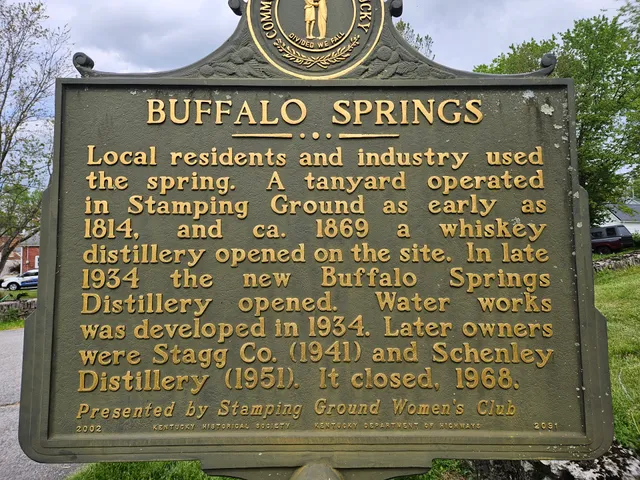 COMM
CKY
DIVIDED WE FALL
BUFFALO SPRINGS
Local residents and industry used
the spring. A tanyard operated
in Stamping Ground as early as
1814, and ca. 1869 a whiskey
distillery opened on the site. In late
1934 the new Buffalo Springs
Distillery opened. Water works
was developed in 1934. Later owners
were Stagg Co. (1941) and Schenley
Distillery (1951). It closed, 1968.
Presented by Stamping Ground Women's Club
2002 KENTUCKY HISTORICAL SOCIETY KENTUCKY DEPARTMENT OF HIGHWAYS 2091